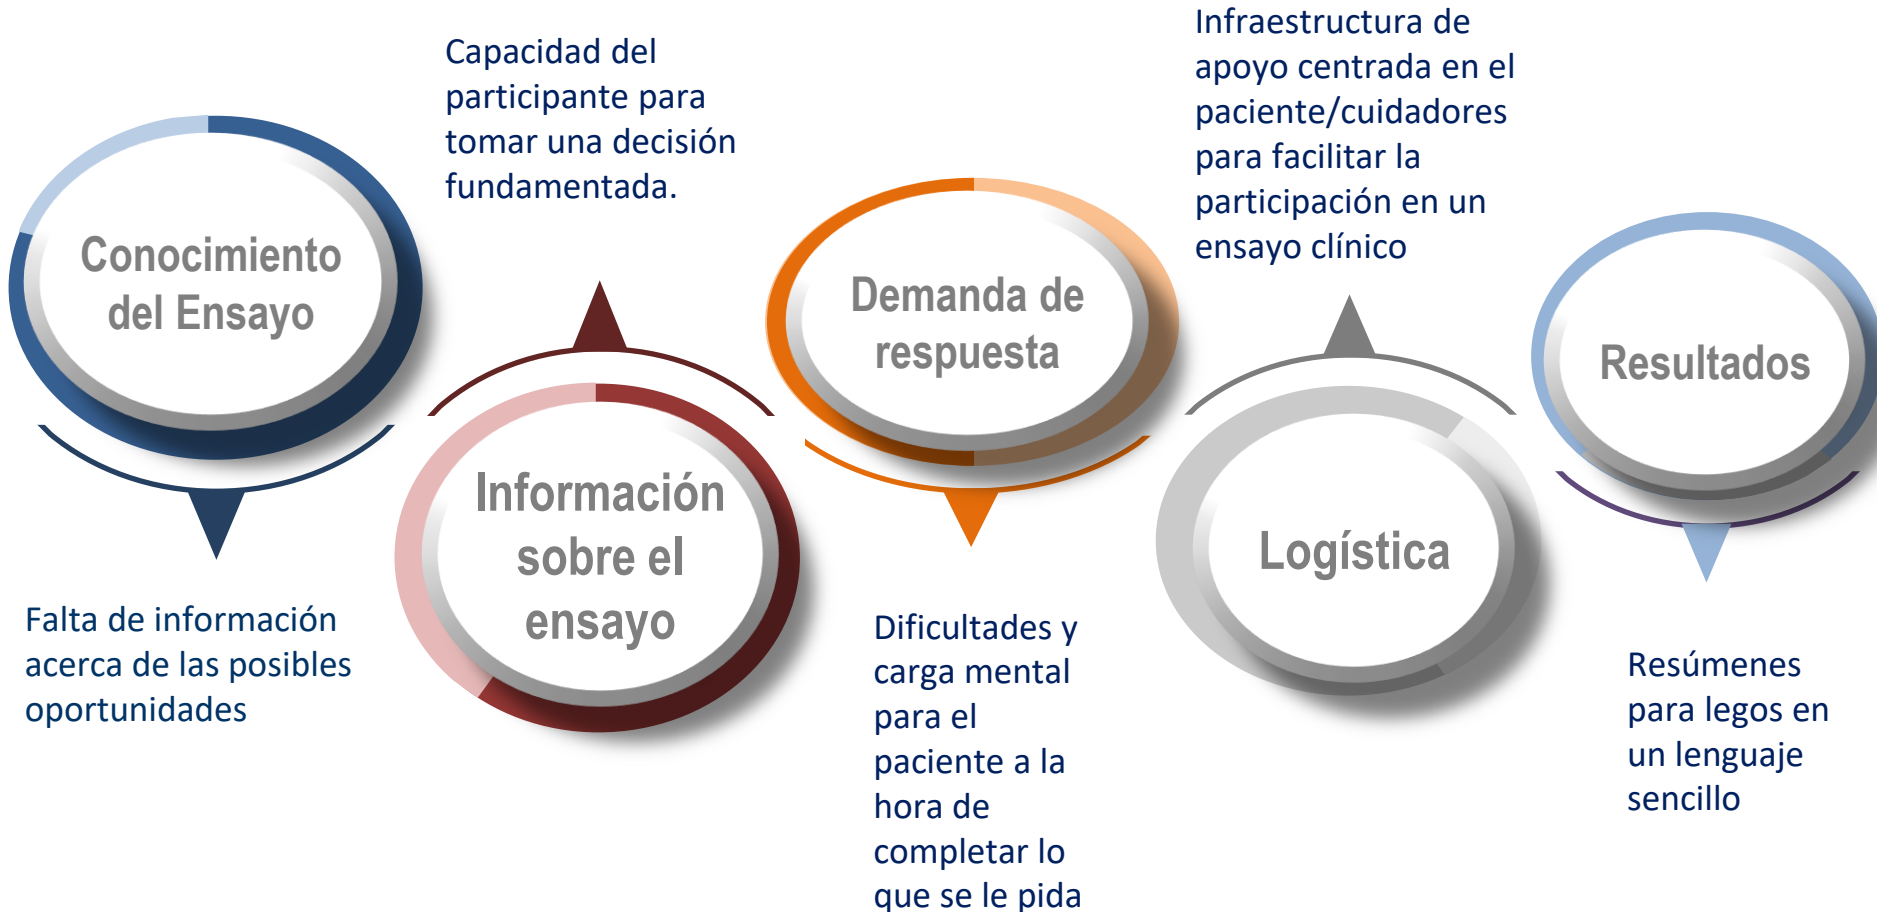 Conocimiento
del Ensayo
Falta de información
acerca de las posibles
oportunidades
Capacidad del
participante para
tomar una decisión
fundamentada.
Información
sobre el
ensayo
Demanda de
respuesta
Dificultades y
carga mental
para el
paciente a la
hora de
completar lo
que se le pida
Infraestructura de
apoyo centrada en el
paciente/cuidadores
para facilitar la
participación en un
ensayo clínico
Logística
Resultados
Resúmenes
para legos en
un lenguaje
sencillo